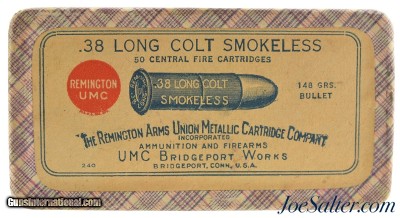 .38 LONG COLT SMOKELESS
50 CENTRAL FIRE CARTRIDGES
REMINGTON
UMC
.38 LONG COLT
SMOKELESS
148 GRS.
BULLET
THE REMINGTON ARMS UNION METALLIC CARTRIDGE COMPANY
INCORPORATED
AMMUNITION AND FIREARMS
UMC BRIDGEPORT WORKS
BRIDGEPORT, CONN., U.S.A.
340
GunsInternational.com
JoeSalter.com